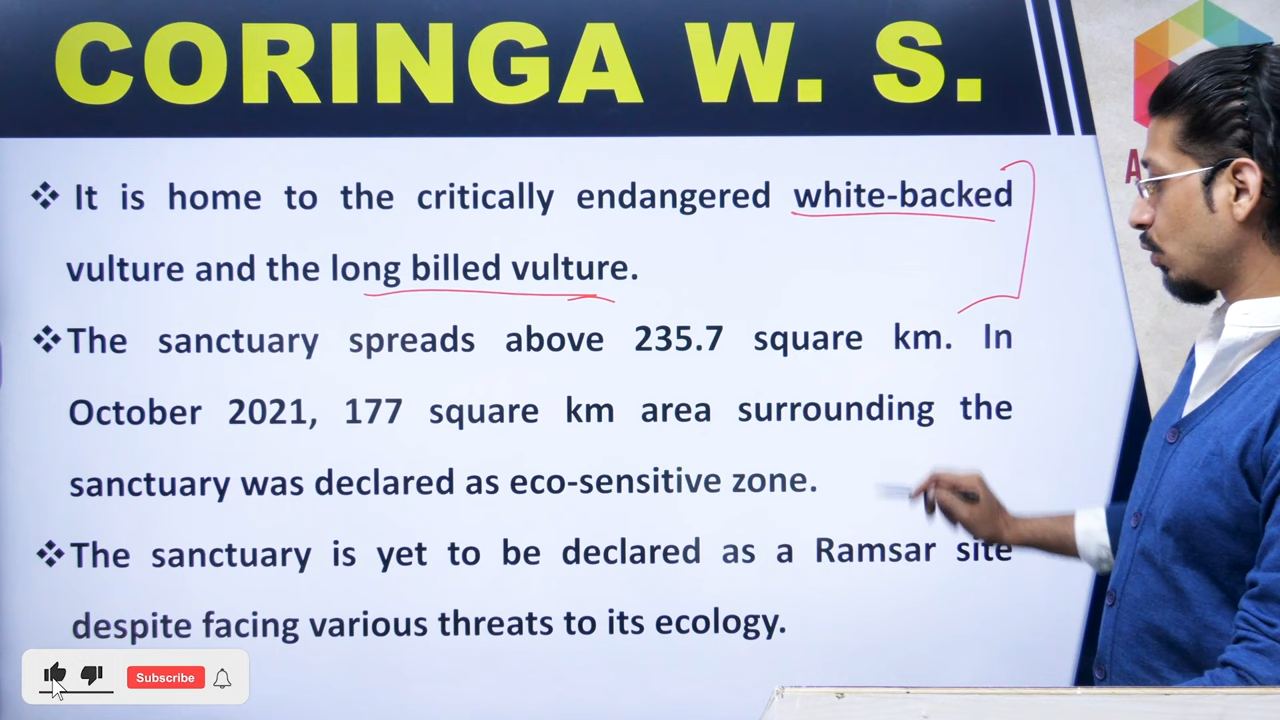 CORINGA W. S.
❖ It is home to the critically endangered white-backed
vulture and the long billed vulture.
❖ The sanctuary spreads above 235.7 square km. In
October 2021, 177 square km area surrounding the
sanctuary was declared as eco-sensitive zone.
❖ The sanctuary is yet to be declared as a Ramsar site
despite facing various threats to its ecology.
Subscribe
A